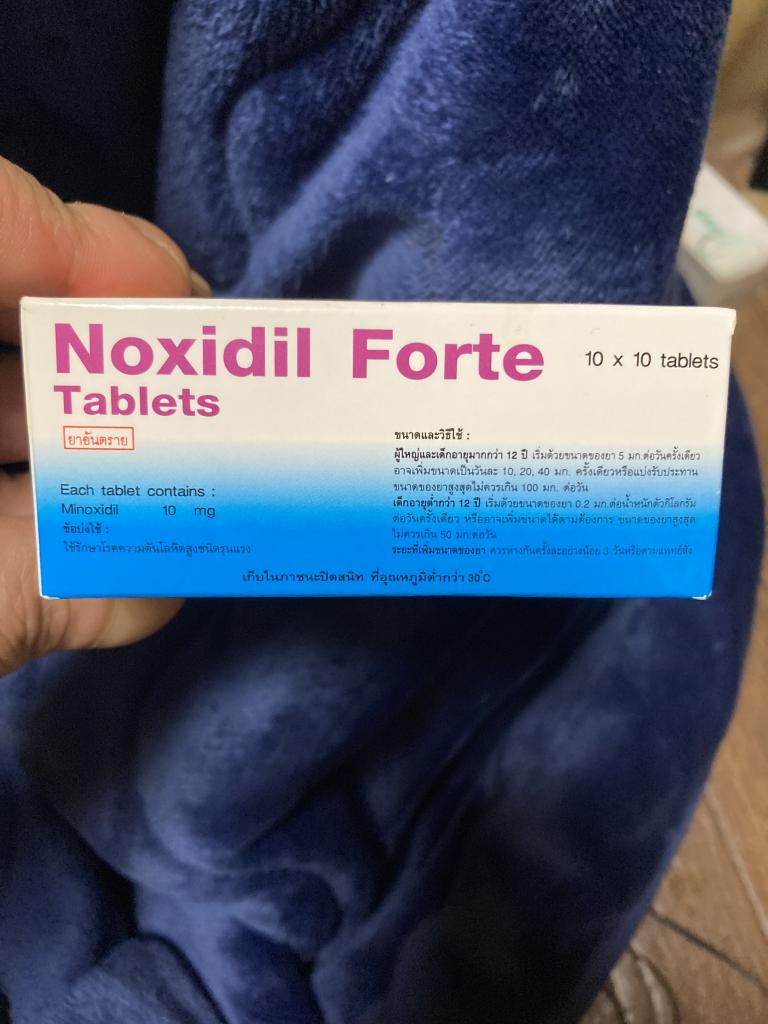 Noxidil Forte 10 x 10 tablets
Tablets
ยาอันตราย
Each tablet contains :
Minoxidil 10 mg
ข้อบ่งใช้ :
ใช้รักษาโรคความดันโลหิตสูงชนิดรุนแรง
ขนาดและวิธีใช้ :
ผู้ใหญ่และเด็กอายุมากกว่า 12 ปี เริ่มด้วยขนาดของยา 5 มก.ต่อวันครั้งเดียว
อาจเพิ่มขนาดเป็นวันละ 10, 20, 40 มก. ครั้งเดียวหรือแบ่งรับประทาน
ขนาดของยาสูงสุดไม่ควรเกิน 100 มก. ต่อวัน
เด็กอายุต่ำกว่า 12 ปี เริ่มด้วยขนาดของยา 0.2 มก.ต่อน้ำหนักตัวกิโลกรัม
ต่อวันครั้งเดียว หรืออาจเพิ่มขนาดได้ตามต้องการ ขนาดของยาสูงสุด
ไม่ควรเกิน 50 มก.ต่อวัน
ระยะที่เพิ่มขนาดของยา ควรห่างกันครั้งละอย่างน้อย 3 วันหรือตามแพทย์สั่ง
เก็บในภาชนะปิดสนิท ที่อุณหภูมิต่ำกว่า 30°C